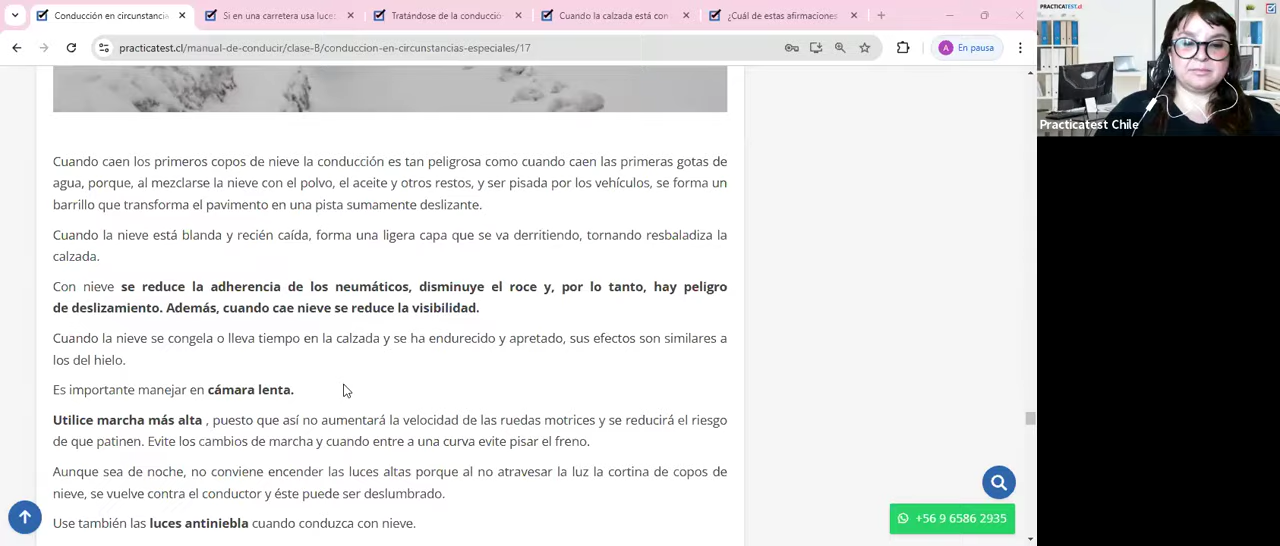 Conducción en circunstancia
Si en una carretera usa luces
Tratándose de la conducción
Cuando la calzada está con
¿Cuál de estas afirmaciones
practicatest.cl/manual-de-conducir/clase-B/conduccion-en-circunstancias-especiales/17
A
En pausa
PRACTICATEST.cl
Practicatest Chile
Cuando caen los primeros copos de nieve la conducción es tan peligrosa como cuando caen las primeras gotas de
agua, porque, al mezclarse la nieve con el polvo, el aceite y otros restos, y ser pisada por los vehículos, se forma un
barrillo que transforma el pavimento en una pista sumamente deslizante.
Cuando la nieve está blanda y recién caída, forma una ligera capa que se va derritiendo, tornando resbaladiza la
calzada.
Con nieve se reduce la adherencia de los neumáticos, disminuye el roce y, por lo tanto, hay peligro
de deslizamiento. Además, cuando cae nieve se reduce la visibilidad.
Cuando la nieve se congela o lleva tiempo en la calzada y se ha endurecido y apretado, sus efectos son similares a
los del hielo.
Es importante manejar en cámara lenta.
Utilice marcha más alta , puesto que así no aumentará la velocidad de las ruedas motrices y se reducirá el riesgo
de que patinen. Evite los cambios de marcha y cuando entre a una curva evite pisar el freno.
Aunque sea de noche, no conviene encender las luces altas porque al no atravesar la luz la cortina de copos de
nieve, se vuelve contra el conductor y éste puede ser deslumbrado.
Use también las luces antiniebla cuando conduzca con nieve.
+56 9 6586 2935